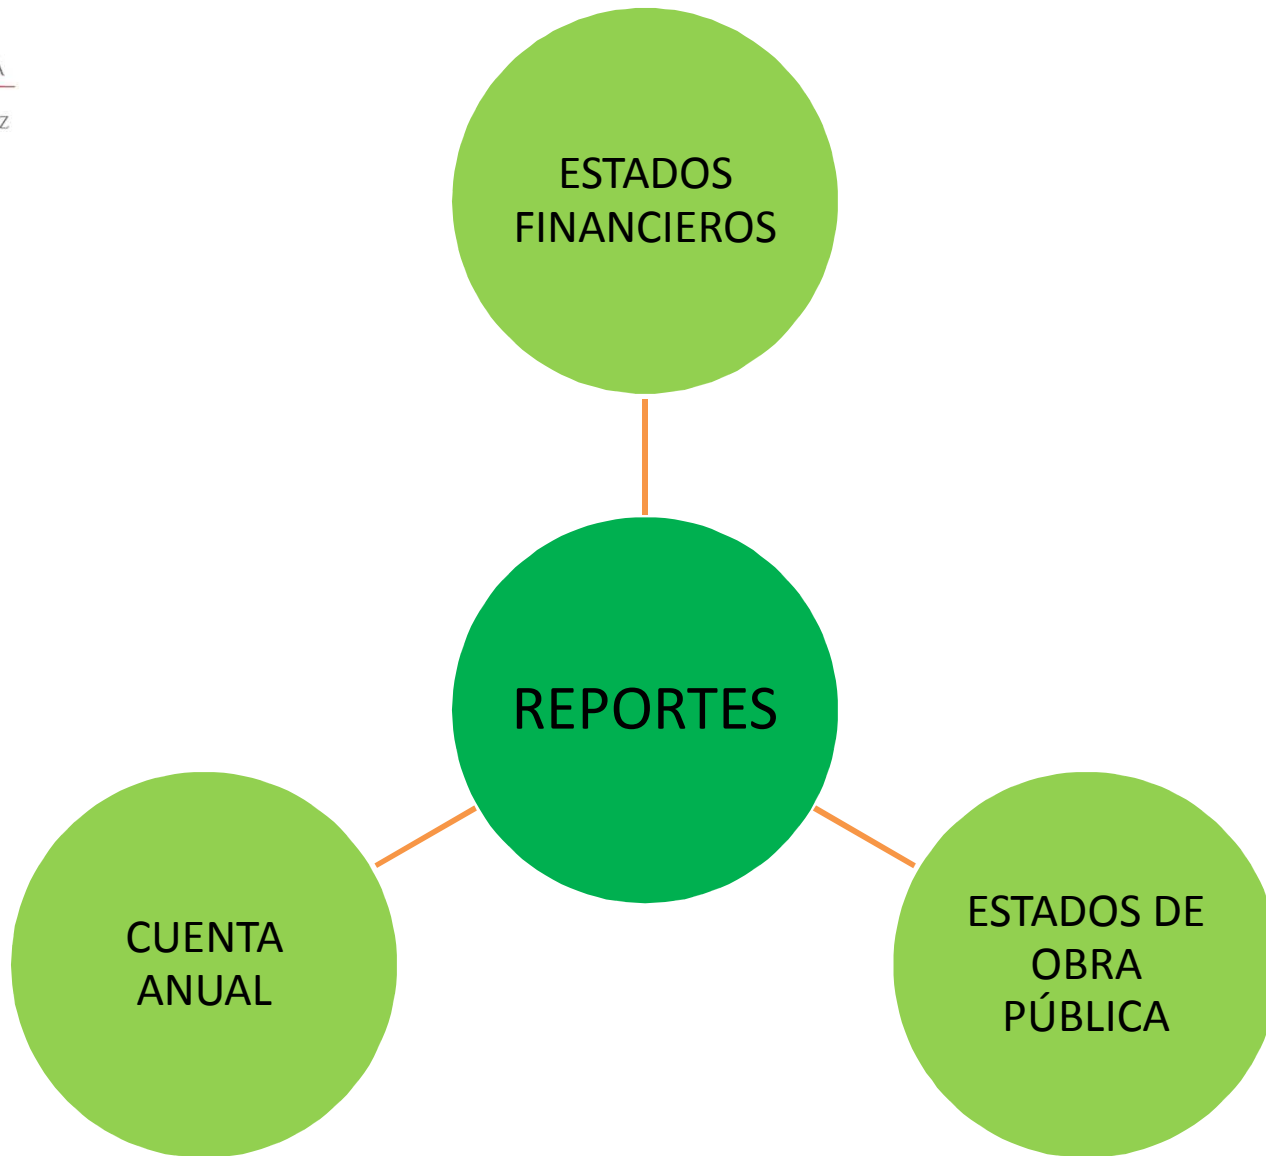 ESTADOS
FINANCIEROS
REPORTES
CUENTA
ANUAL
ESTADOS DE
OBRA
PÚBLICA